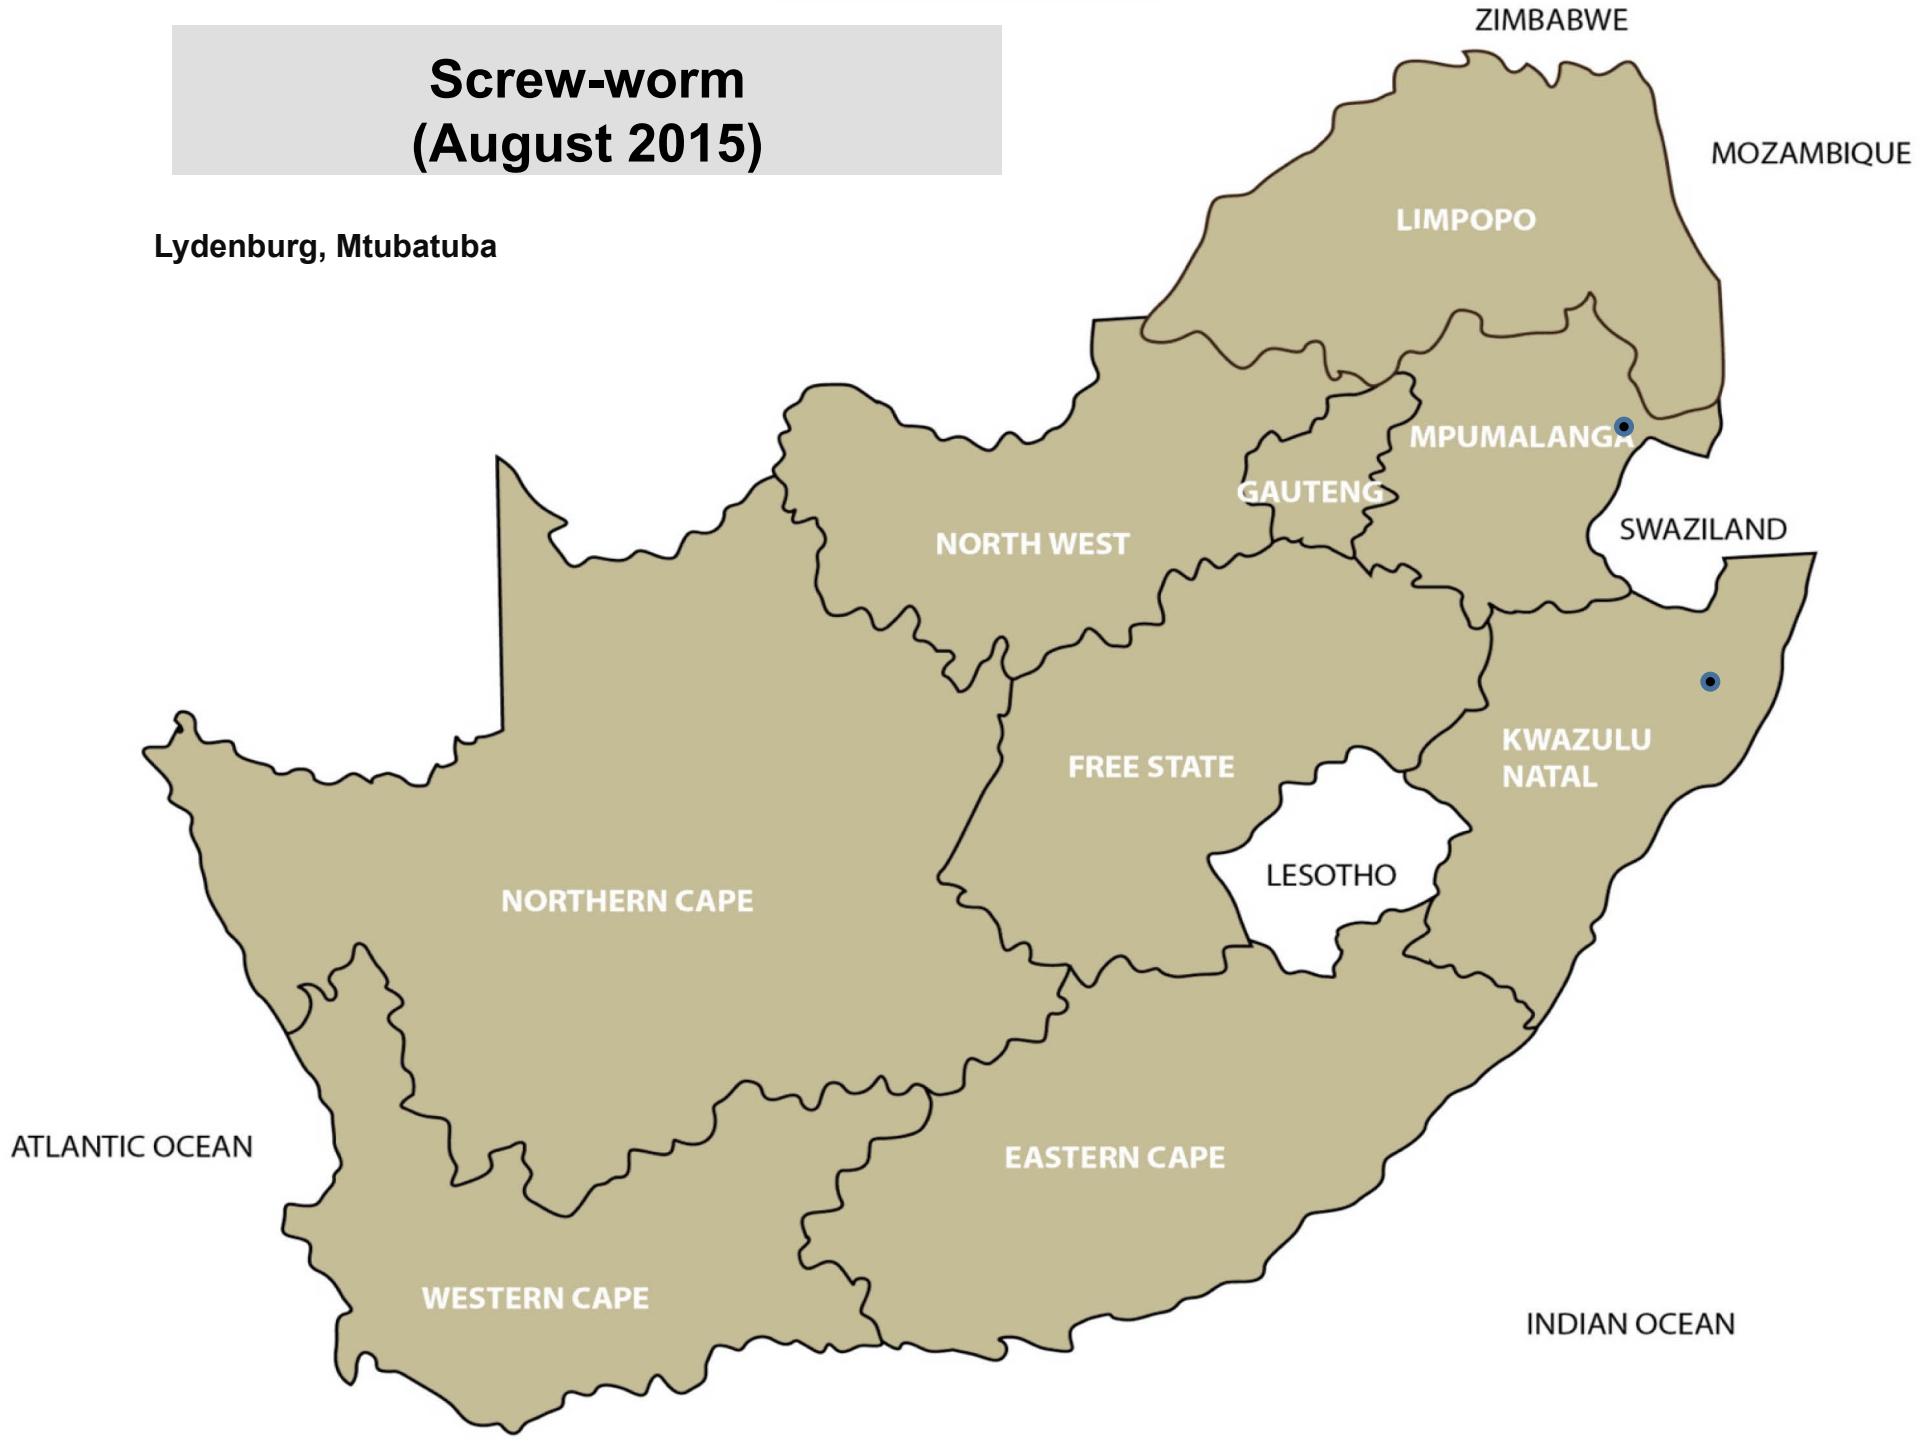 Screw-worm
(August 2015)
Lydenburg, Mtubatuba
ZIMBABWE
MOZAMBIQUE
LIMPOPO
MPUMALANGA
GAUTENG
SWAZILAND
NORTH WEST
KWAZULU
NATAL
FREE STATE
LESOTHO
NORTHERN CAPE
ATLANTIC OCEAN
EASTERN CAPE
WESTERN CAPE
INDIAN OCEAN